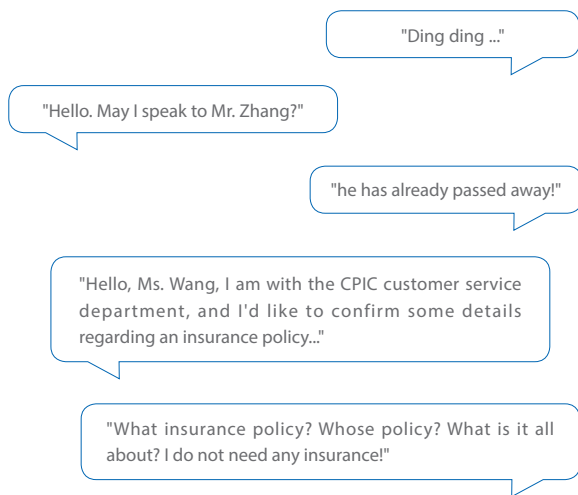 "Ding ding ..."
"Hello. May I speak to Mr. Zhang?"
"he has already passed away!"
"Hello, Ms. Wang, I am with the CPIC customer service
department, and I'd like to confirm some details
regarding an insurance policy..."
"What insurance policy? Whose policy? What is it all
about? I do not need any insurance!"